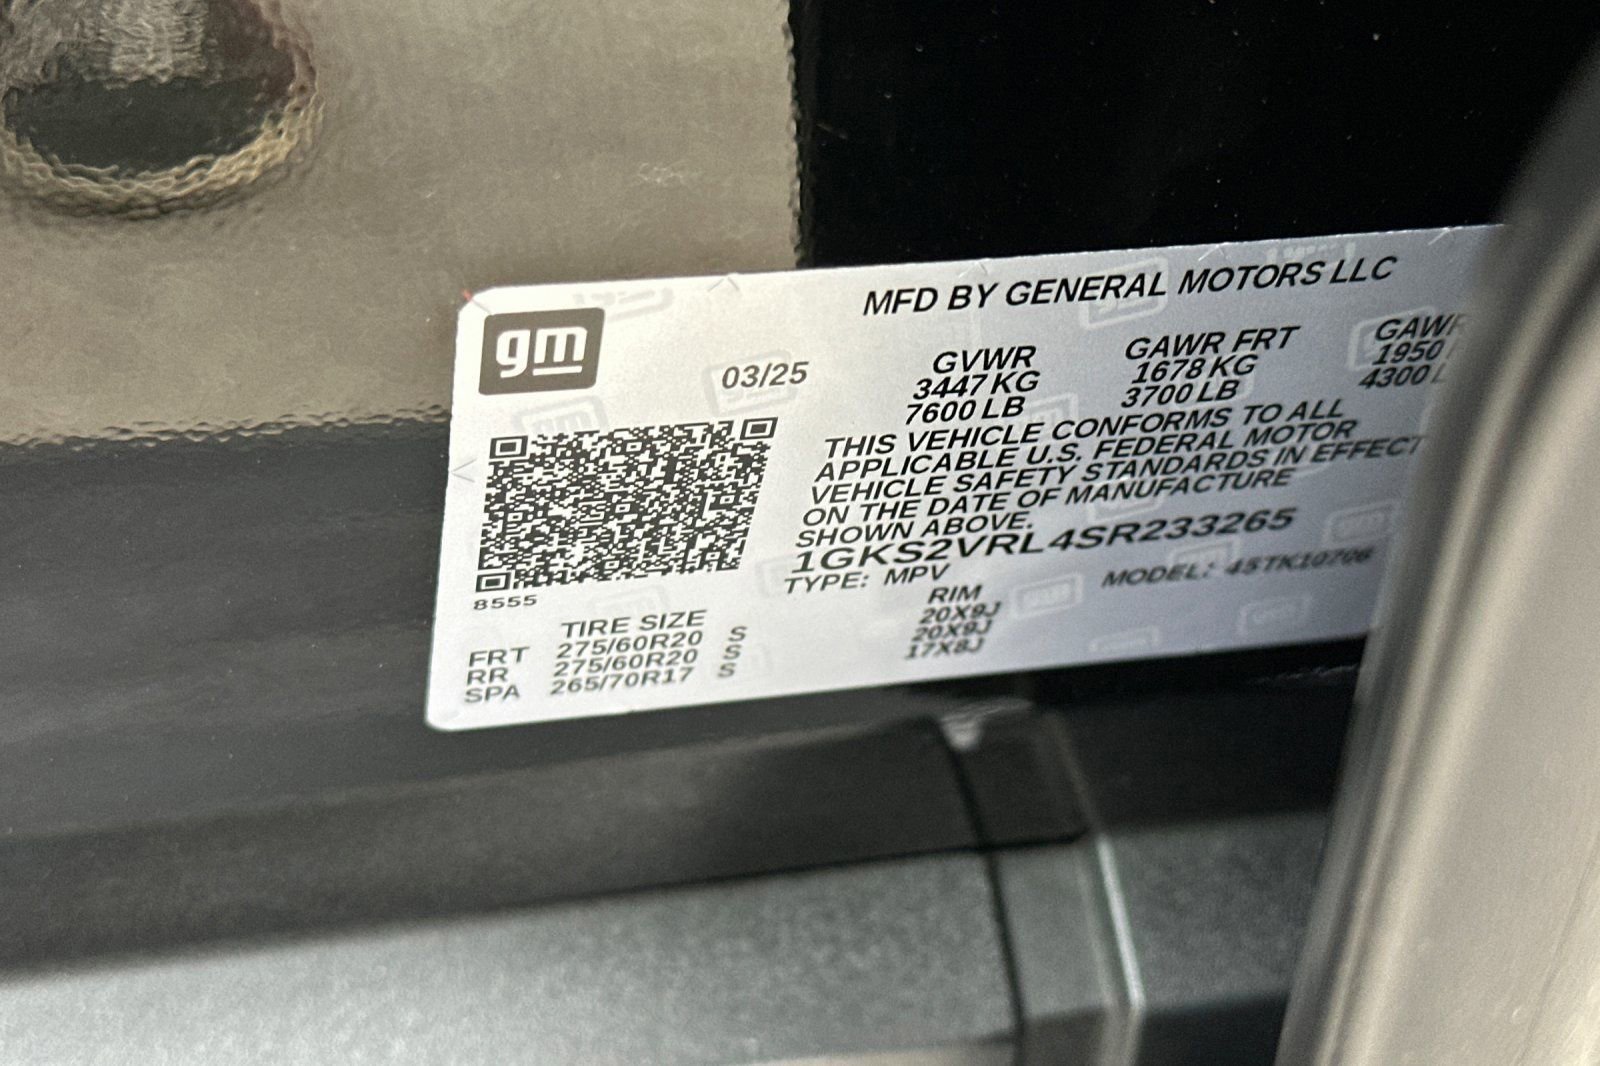 gm
MFD BY GENERAL MOTORS LLC
03/25
GVWR GAWR FRT GAWR
3447 KG 1678 KG 1950
7600 LB 3700 LB 4300 L
THIS VEHICLE CONFORMS TO ALL
APPLICABLE U.S. FEDERAL MOTOR
VEHICLE SAFETY STANDARDS IN EFFECT
ON THE DATE OF MANUFACTURE
SHOWN ABOVE.
1GKS2VRL4SR233265
TYPE: MPV MODEL: 4STK10706
8555
TIRE SIZE RIM
FRT 275/60R20 S 20X9J
RR 275/60R20 S 20X9J
SPA 265/70R17 S 17X8J